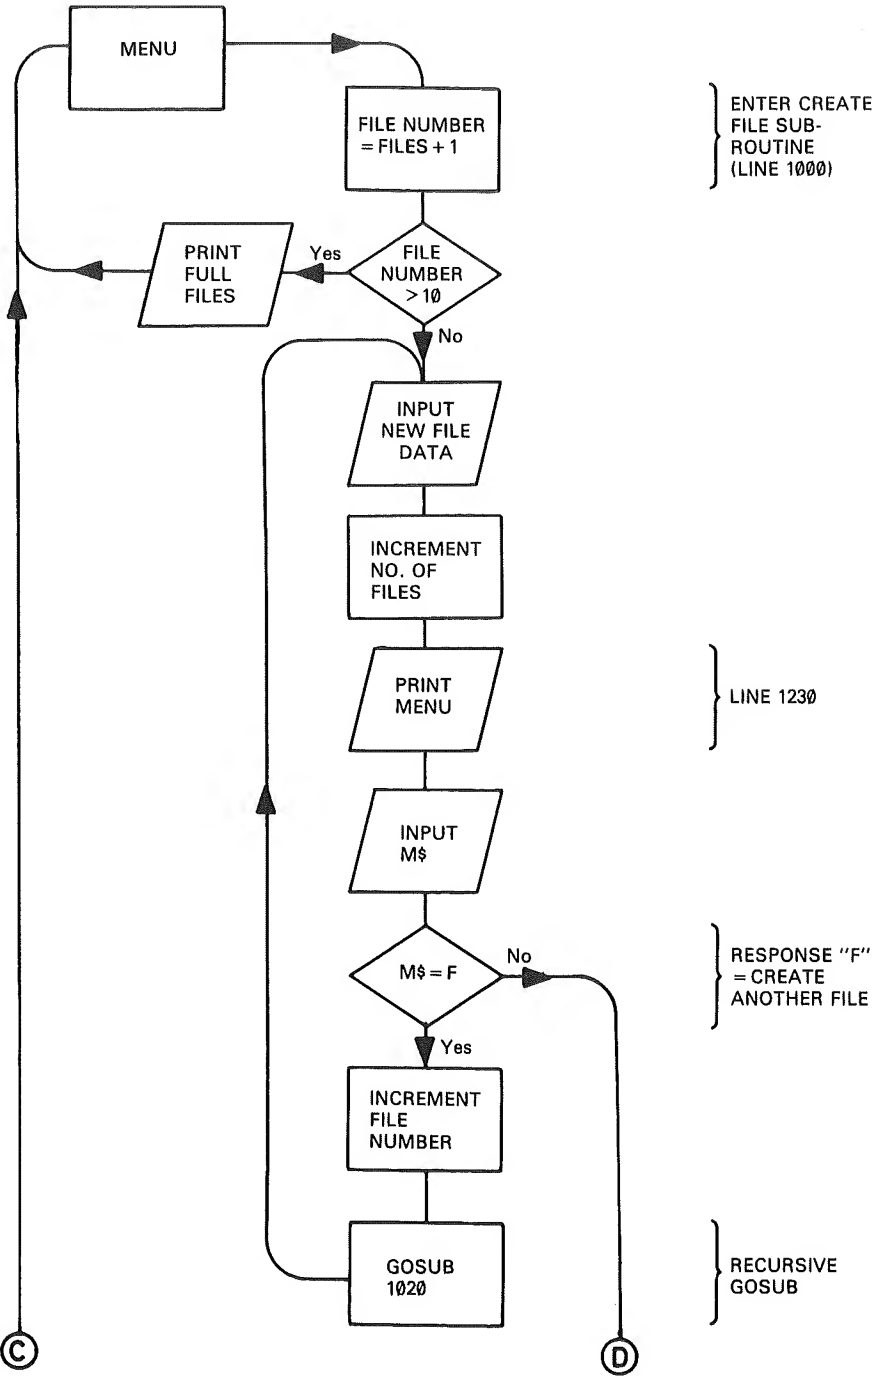 MENU
FILE NUMBER
= FILES + 1
ENTER CREATE
FILE SUB-
ROUTINE
(LINE 1000)
PRINT
FULL
FILES
Yes
FILE
NUMBER
> 10
No
INPUT
NEW FILE
DATA
INCREMENT
NO. OF
FILES
PRINT
MENU
LINE 1230
INPUT
M$
M$ = F
No
RESPONSE "F"
= CREATE
ANOTHER FILE
Yes
INCREMENT
FILE
NUMBER
GOSUB
1020
RECURSIVE
GOSUB
C
D